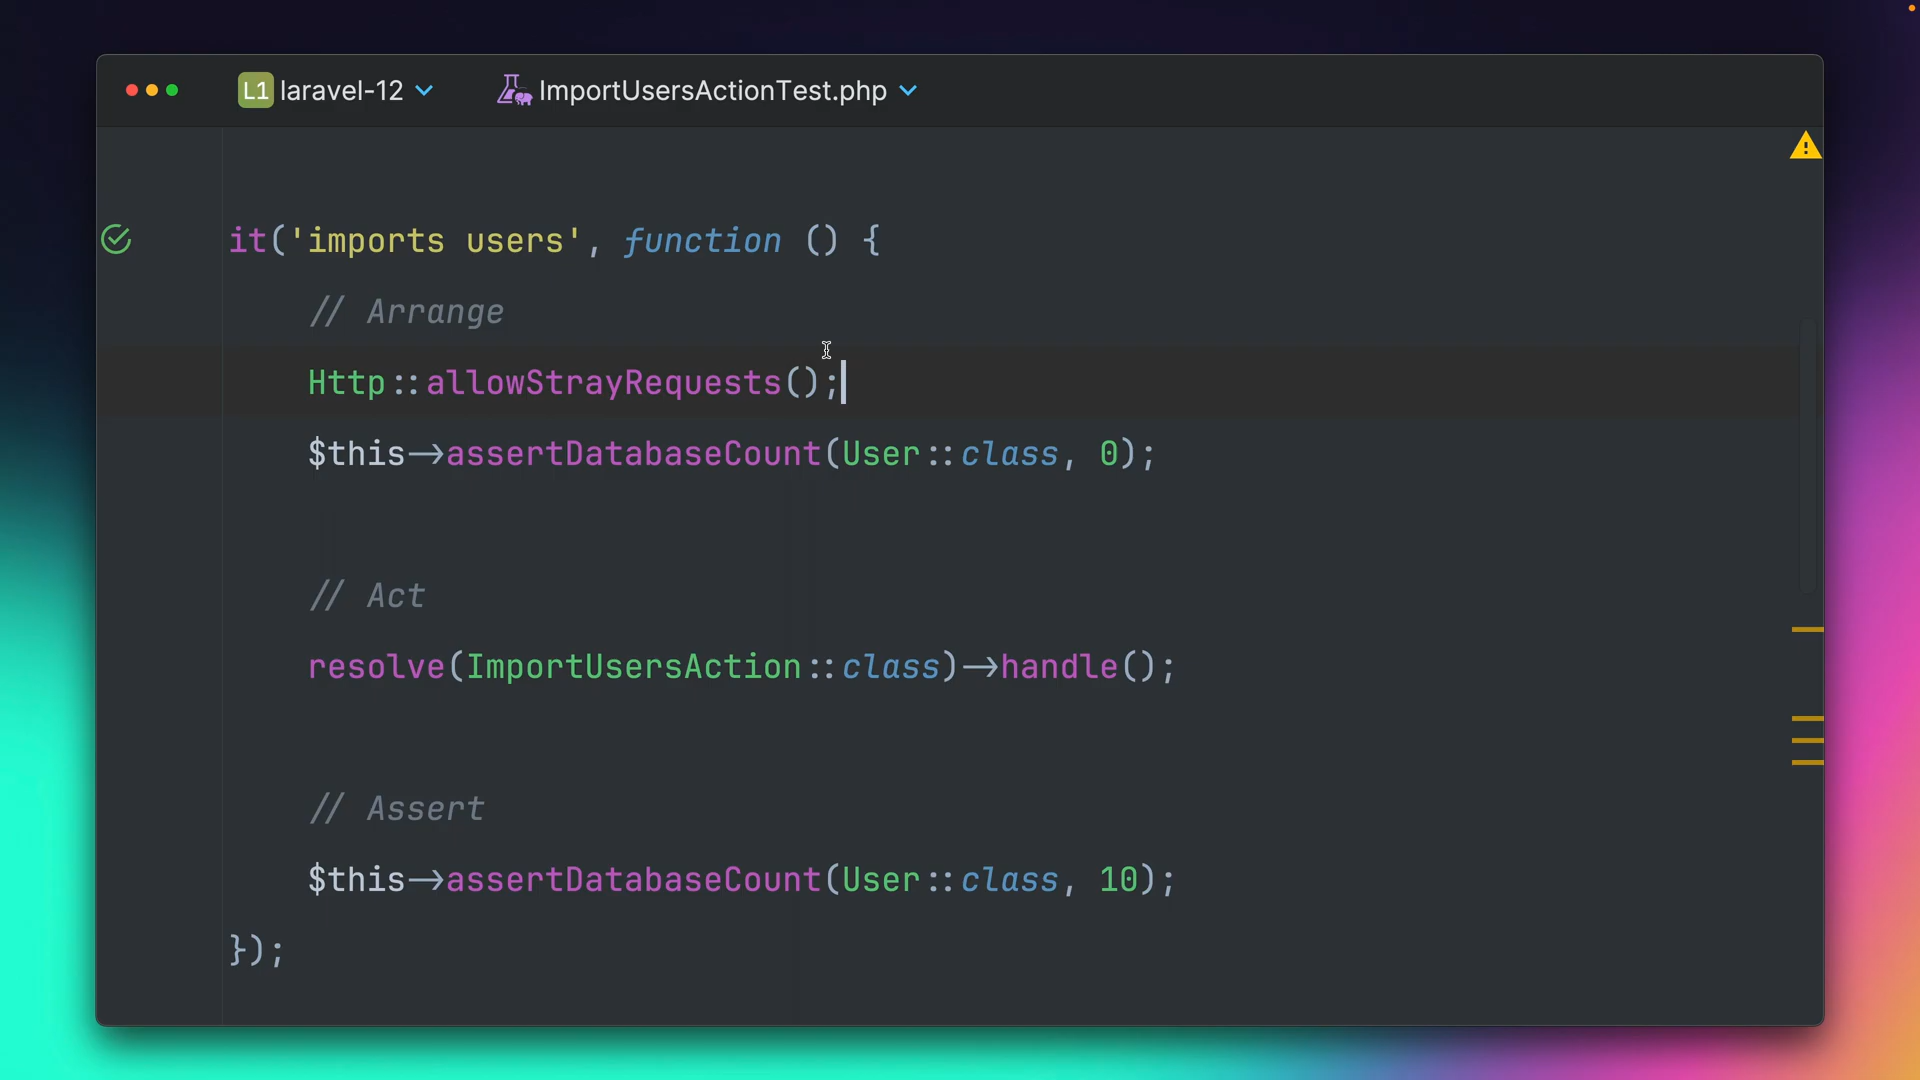 L1 laravel-12 ImportUsersActionTest.php
it('imports users', function () {
// Arrange
Http::allowStrayRequests();
$this->assertDatabaseCount(User::class, 0);
// Act
resolve(ImportUsersAction::class)->handle();
// Assert
$this->assertDatabaseCount(User::class, 10);
});